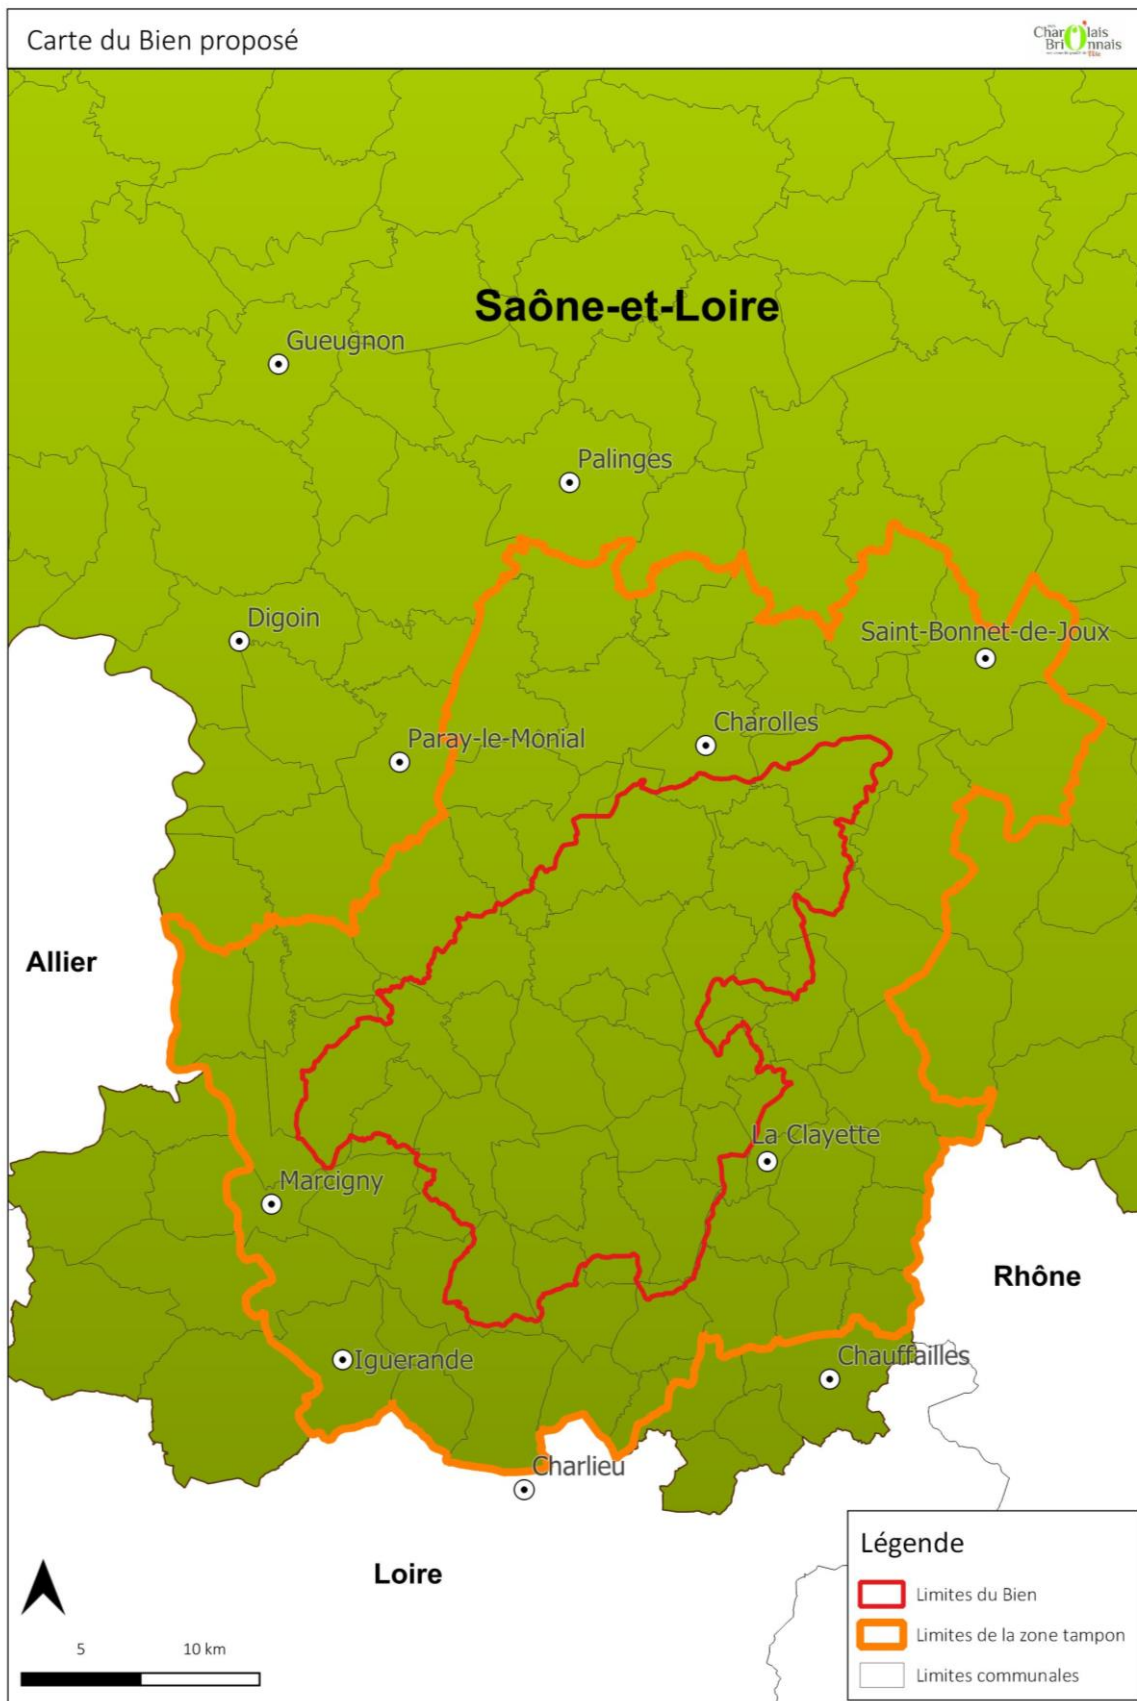 Carte du Bien proposé
Charolais
Brionnais
Saône-et-Loire
Gueugnon
Palinges
Digoin
Saint-Bonnet-de-Joux
Paray-le-Monial
Charolles
Allier
La Clayette
Marcigny
Rhône
Iguerande
Chauffailles
Charlieu
Loire
5 10 km
Légende
Limites du Bien
Limites de la zone tampon
Limites communales